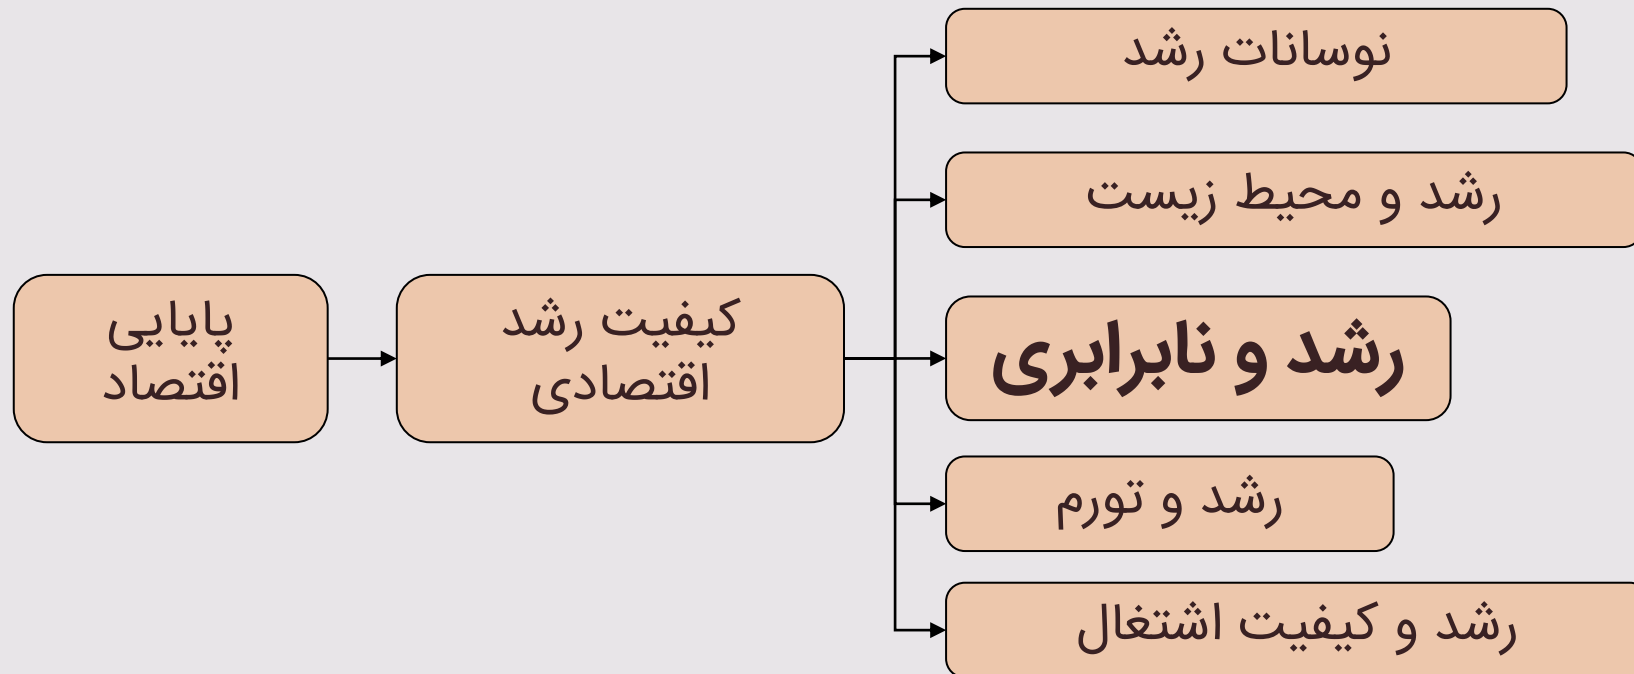 نوسانات رشد
رشد و محیط زیست
پایایی
اقتصاد
کیفیت رشد
اقتصادی
رشد و نابرابری
رشد و تورم
رشد و کیفیت اشتغال